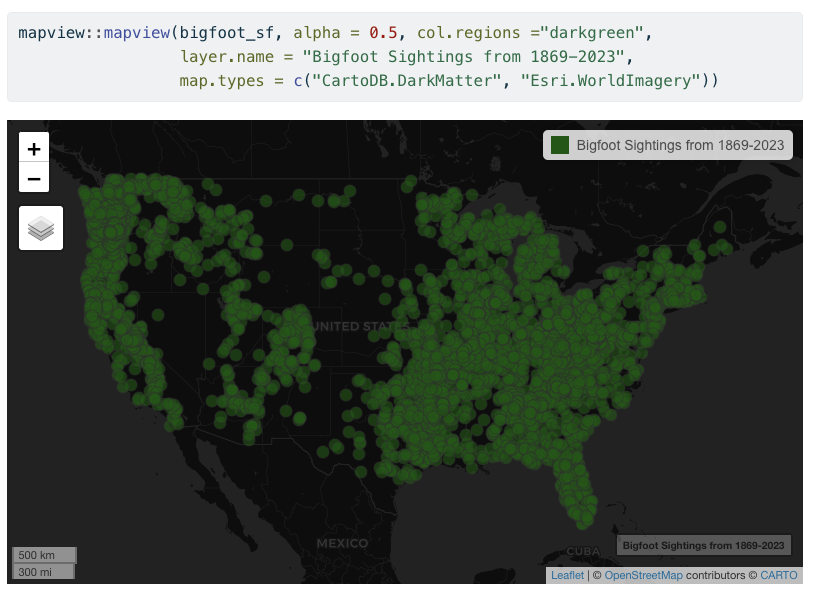 mapview::mapview(bigfoot_sf, alpha = 0.5, col.regions ="darkgreen",
layer.name = "Bigfoot Sightings from 1869-2023",
map.types = c("CartoDB.DarkMatter", "Esri.WorldImagery"))
+
−
Bigfoot Sightings from 1869-2023
UNITED STATES
MEXICO
CUBA
Bigfoot Sightings from 1869-2023
500 km
300 mi
Leaflet | © OpenStreetMap contributors © CARTO